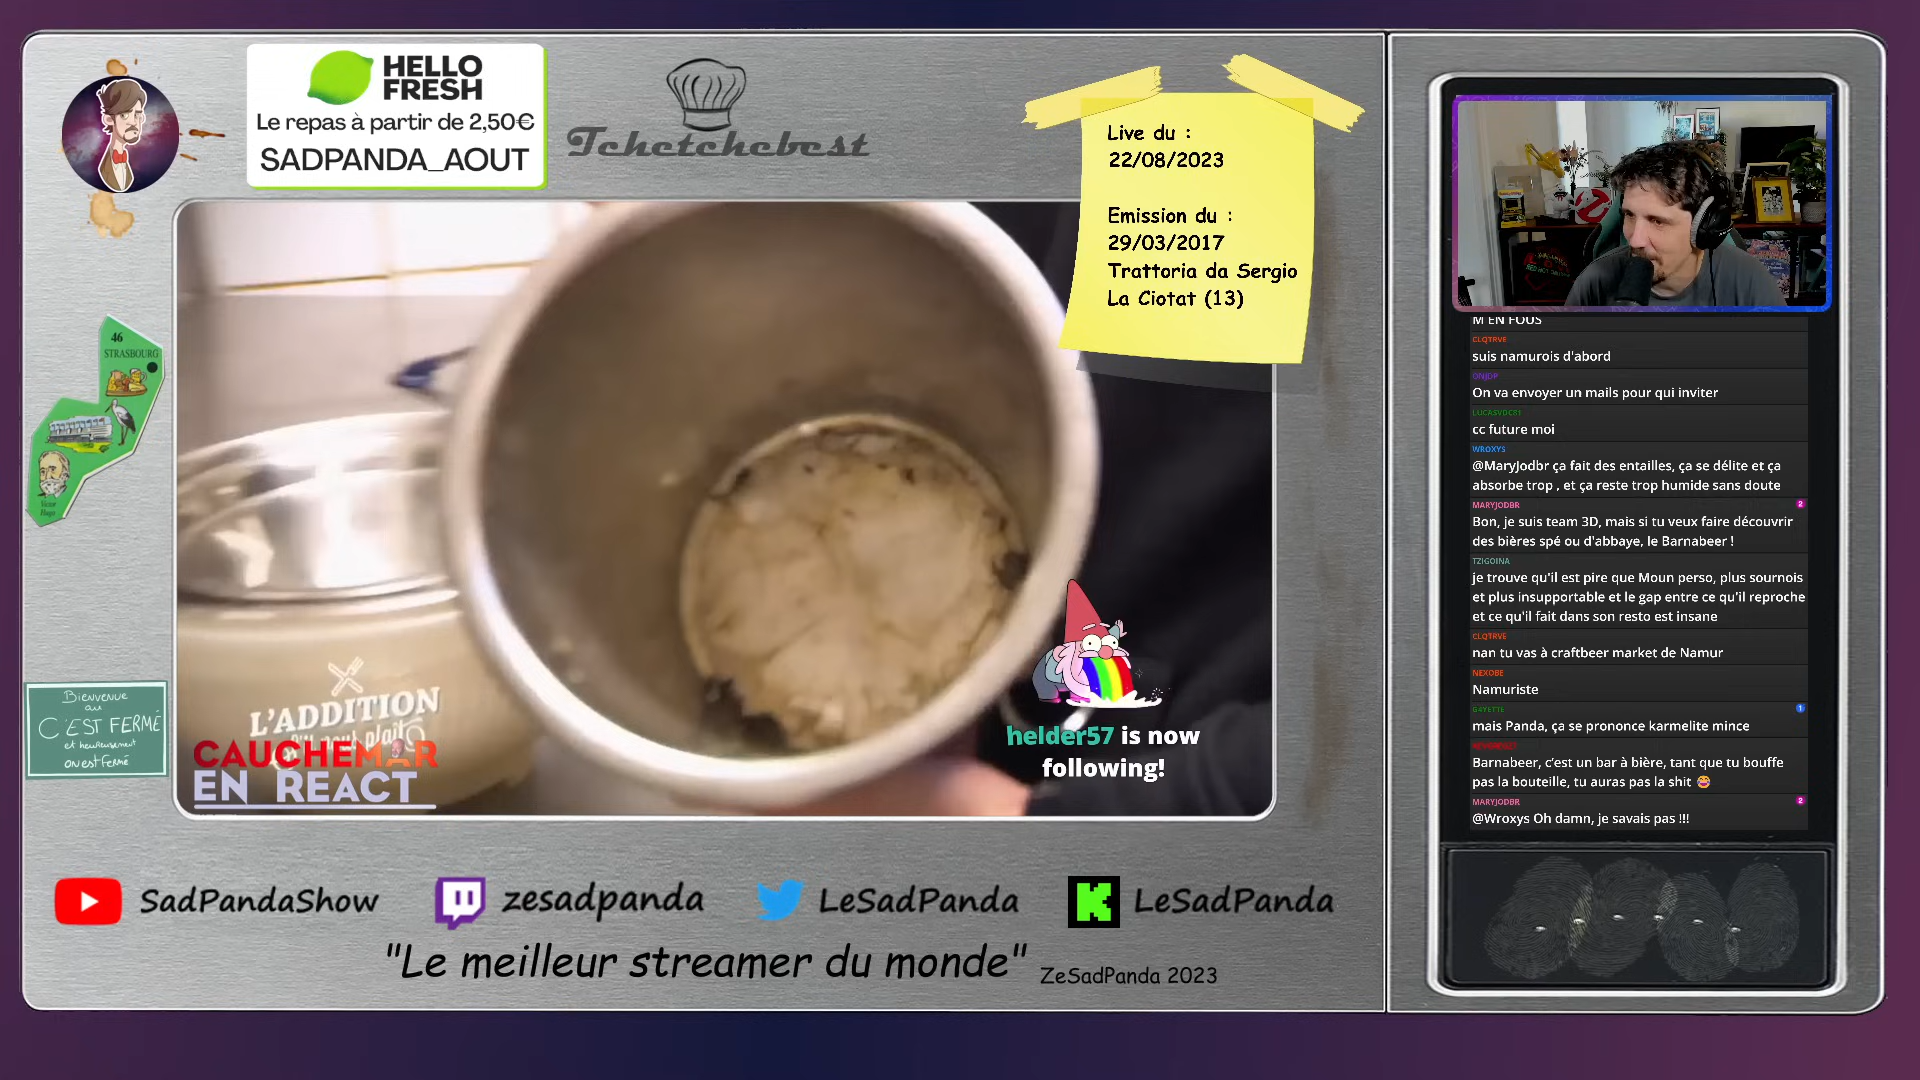 HELLO
FRESH
Le repas à partir de 2,50€
SADPANDA_AOUT
Tchetchebest
Live du :
22/08/2023
Emission du :
29/03/2017
Trattoria da Sergio
La Ciotat (13)
46
STRASBOURG
Victor
Hugo
Bienvenue
au
C'EST FERMÉ
et heureusement
on est fermé
L'ADDITION
s'il vous plaît
CAUCHEMAR
EN REACT
helder57 is now
following!
M EN FOUS
CLQTRVE
suis namurois d'abord
ONJDP
On va envoyer un mails pour qui inviter
LUCASVDC81
cc future moi
WROXYS
@MaryJodbr ça fait des entailles, ça se délite et ça
absorbe trop , et ça reste trop humide sans doute
MARYJODBR
2
Bon, je suis team 3D, mais si tu veux faire découvrir
des bières spé ou d'abbaye, le Barnabeer !
TZIGOINA
je trouve qu'il est pire que Moun perso, plus sournois
et plus insupportable et le gap entre ce qu'il reproche
et ce qu'il fait dans son resto est insane
CLQTRVE
nan tu vas à craftbeer market de Namur
NEXOBE
Namuriste
GAYETTE
1
mais Panda, ça se prononce karmelite mince
Barnabeer, c'est un bar à bière, tant que tu bouffe
pas la bouteille, tu auras pas la shit 😂
MARYJODBR
2
@Wroxys Oh damn, je savais pas !!!
SadPandaShow
zesadpanda
LeSadPanda
LeSadPanda
"Le meilleur streamer du monde"
ZeSadPanda 2023